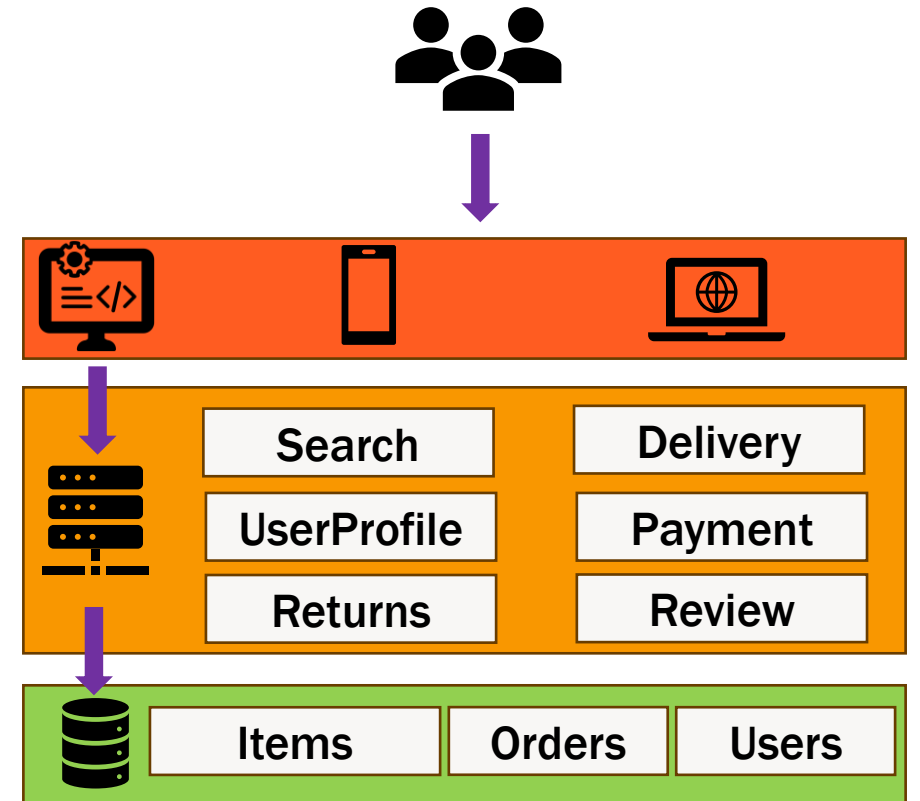 Search
Delivery
UserProfile
Payment
Returns
Review
Items
Orders
Users